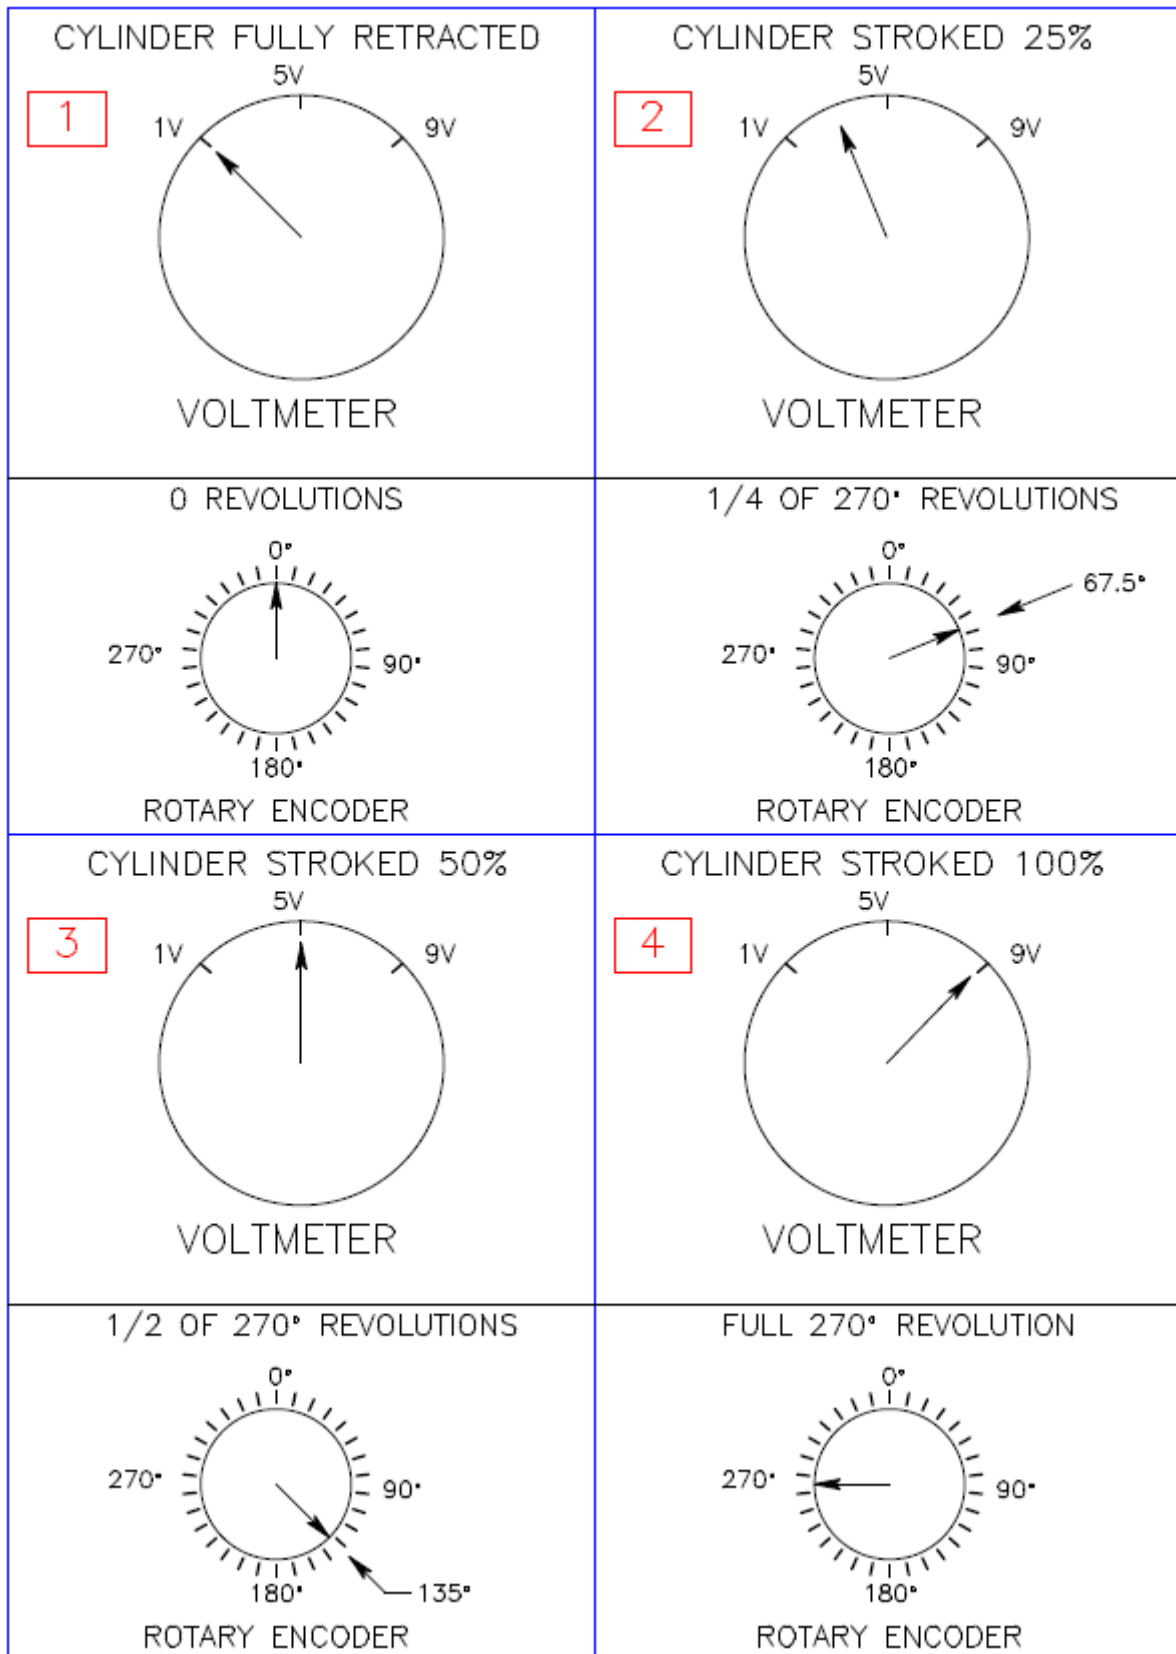 CYLINDER FULLY RETRACTED
1
5V
1V
9V
VOLTMETER
0 REVOLUTIONS
0°
270°
90°
180°
ROTARY ENCODER
CYLINDER STROKED 25%
2
5V
1V
9V
VOLTMETER
1/4 OF 270° REVOLUTIONS
0°
67.5°
270°
90°
180°
ROTARY ENCODER
CYLINDER STROKED 50%
3
5V
1V
9V
VOLTMETER
1/2 OF 270° REVOLUTIONS
0°
270°
90°
180°
135°
ROTARY ENCODER
CYLINDER STROKED 100%
4
5V
1V
9V
VOLTMETER
FULL 270° REVOLUTION
0°
270°
90°
180°
ROTARY ENCODER